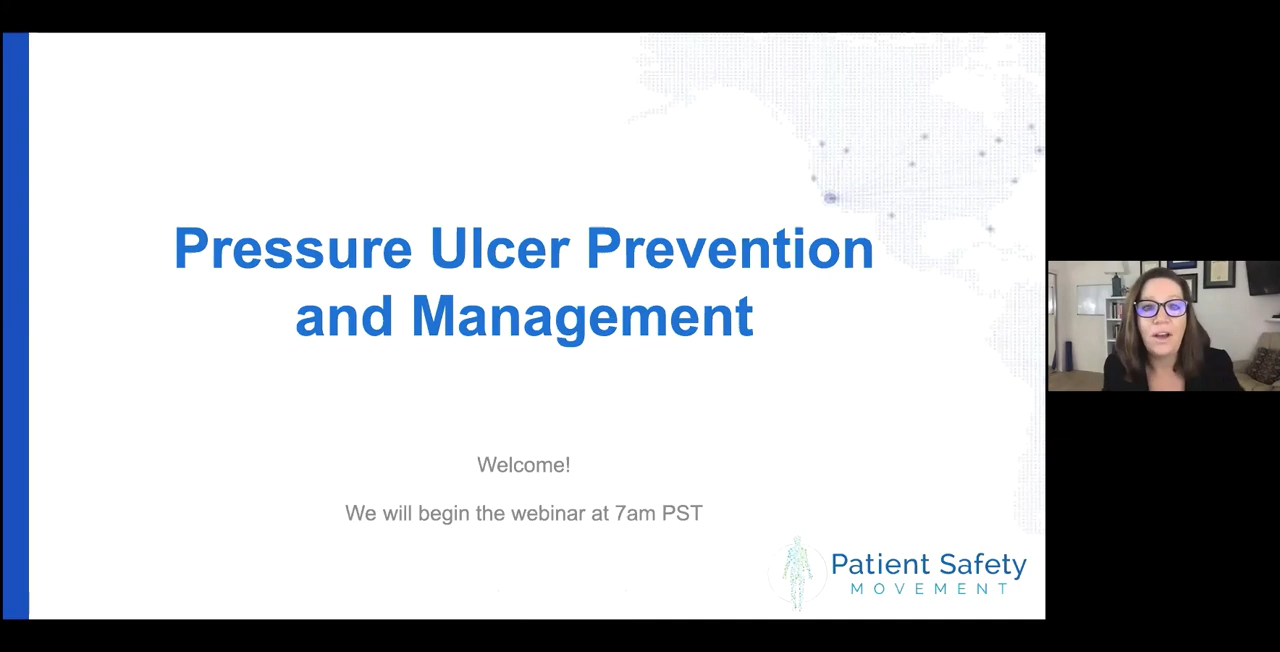 Pressure Ulcer Prevention
and Management
Welcome!
We will begin the webinar at 7am PST
Patient Safety
MOVEMENT